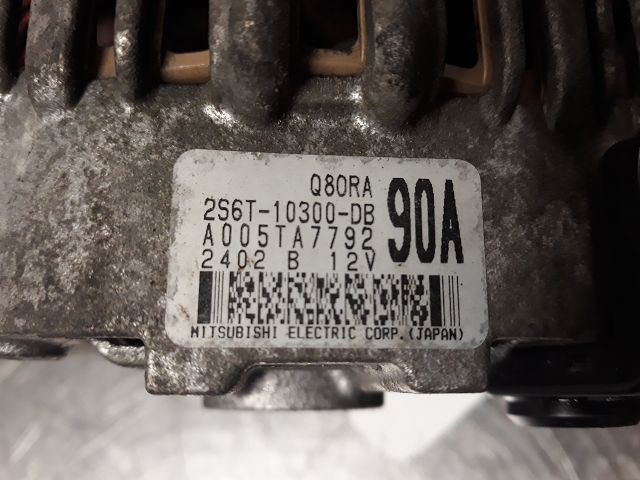 Q80RA
2S6T-10300-DB 90A
A005TA7792
2402 B 12V
MITSUBISHI ELECTRIC CORP.(JAPAN)